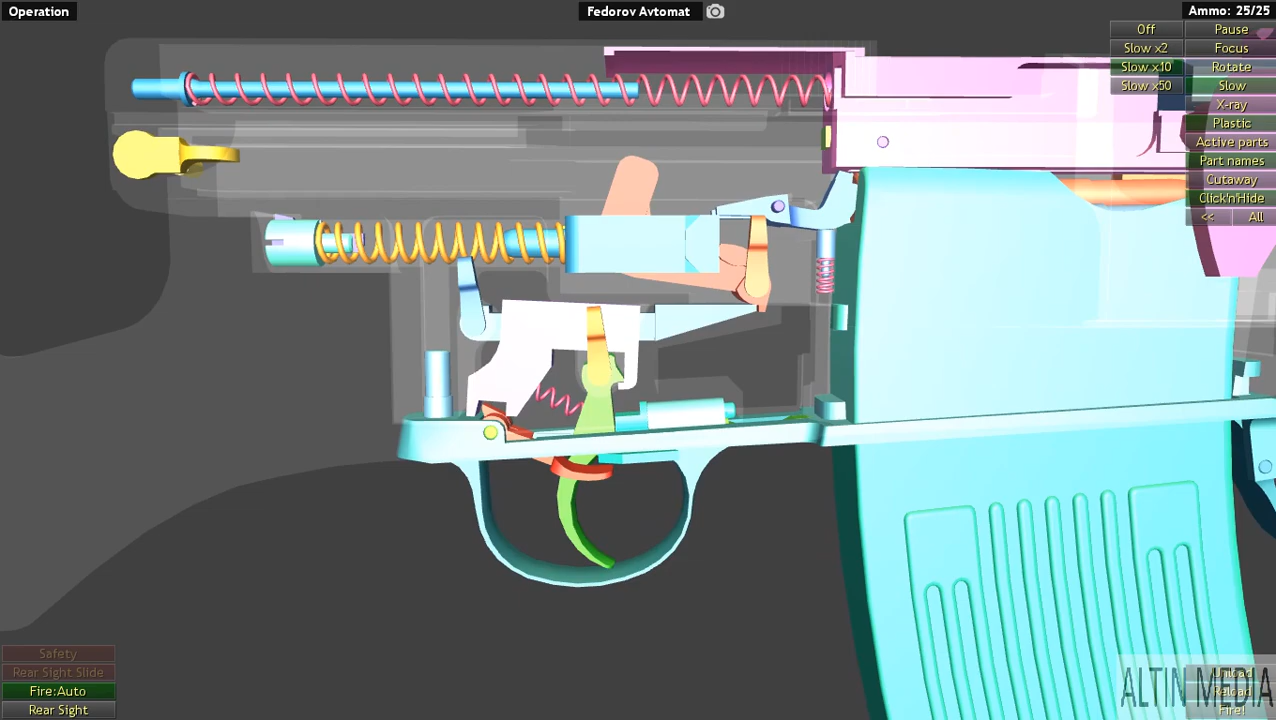 Operation
Fedorov Avtomat
Ammo: 25/25
Off
Pause
Slow x2
Focus
Slow x10
Rotate
Slow x50
Slow
X-ray
Plastic
Active parts
Part names
Cutaway
Click'n'Hide
<<
All
Safety
Rear Sight Slide
Fire:Auto
Rear Sight
Unload
Reload
Fire!
ALTIN MEDIA